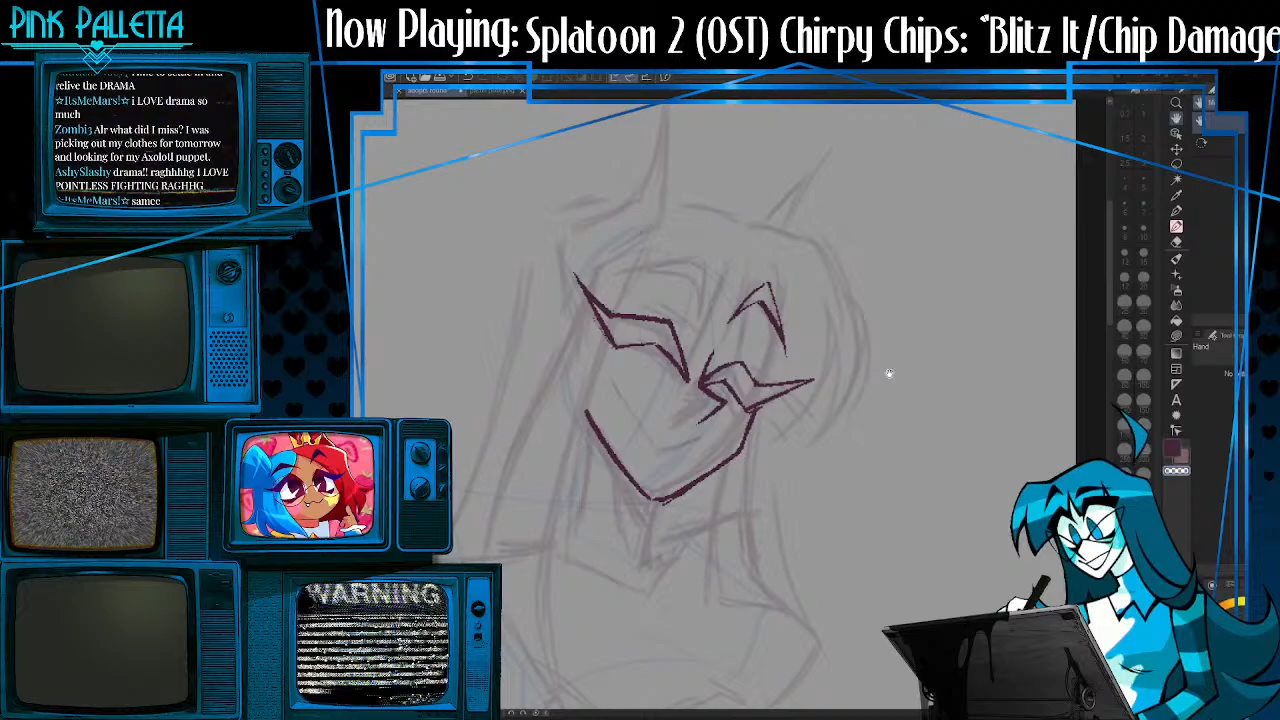 PINK PALLETTA
Now Playing: Splatoon 2 (OST) Chirpy Chips: "Blitz It/Chip Damage
relive the DRAMA
☆ItsMeMars!☆ i LOVE drama so
much
Zombi3 Alr what did I miss? I was
picking out my clothes for tomorrow
and looking for my Axolotl puppet.
AshySlashy drama!! raghhhhg I LOVE
POINTLESS FIGHTING RAGHHG
☆ItsMeMars!☆ samee
Hand
WARNING